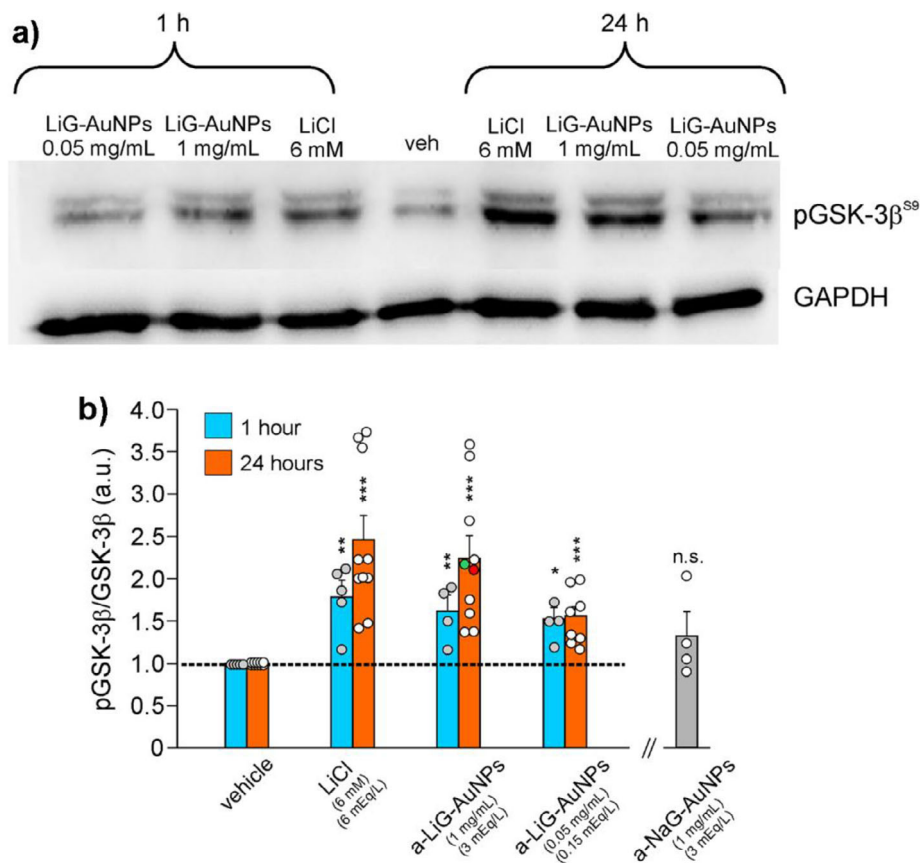 a)
1 h
24 h
LiG-AuNPs
0.05 mg/mL
LiG-AuNPs
1 mg/mL
LiCl
6 mM
veh
LiCl
6 mM
LiG-AuNPs
1 mg/mL
LiG-AuNPs
0.05 mg/mL
pGSK-3β^S9
GAPDH
b)
pGSK-3β/GSK-3β (a.u.)
4.0
3.5
3.0
2.5
2.0
1.5
1.0
0.5
0
1 hour
24 hours
**
***
**
***
*
***
n.s.
//
vehicle
LiCl
(6 mM)
(6 mEq/L)
a-LiG-AuNPs
(1 mg/mL)
(3 mEq/L)
a-LiG-AuNPs
(0.05 mg/mL)
(0.15 mEq/L)
a-NaG-AuNPs
(1 mg/mL)
(3 mEq/L)